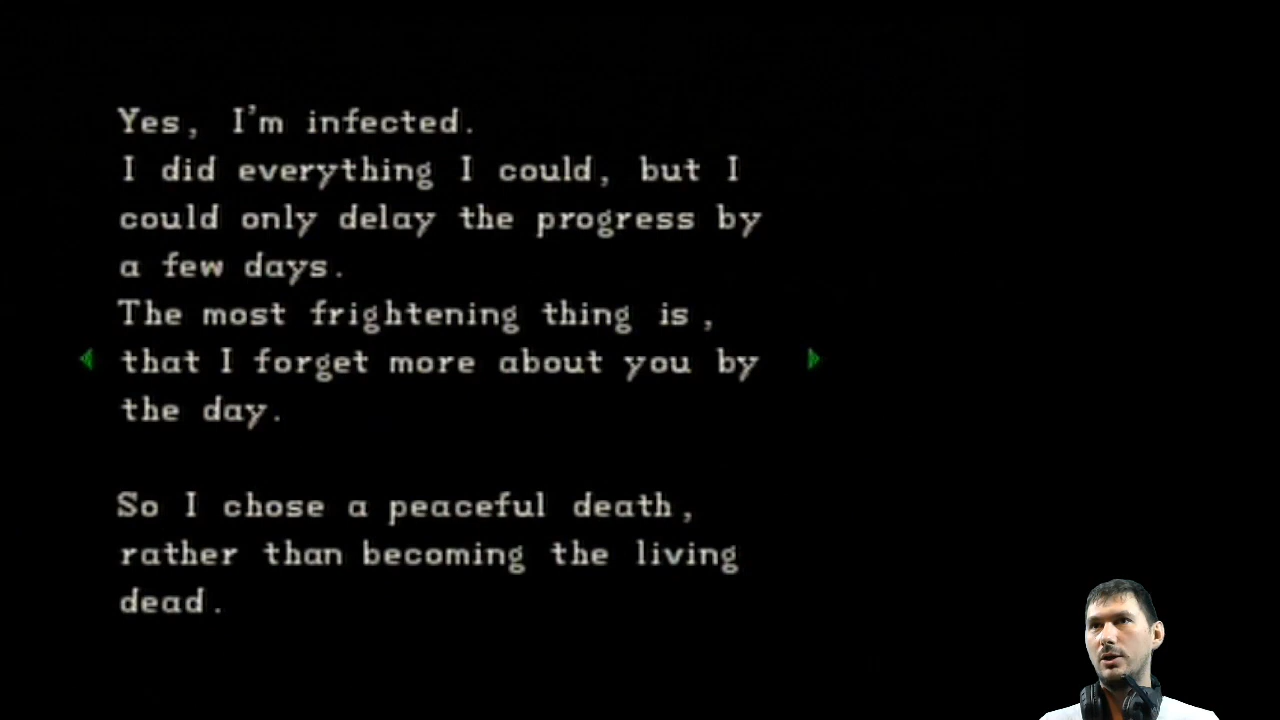 Yes, I'm infected.
I did everything I could, but I
could only delay the progress by
a few days.
The most frightening thing is,
that I forget more about you by
the day.
So I chose a peaceful death,
rather than becoming the living
dead.